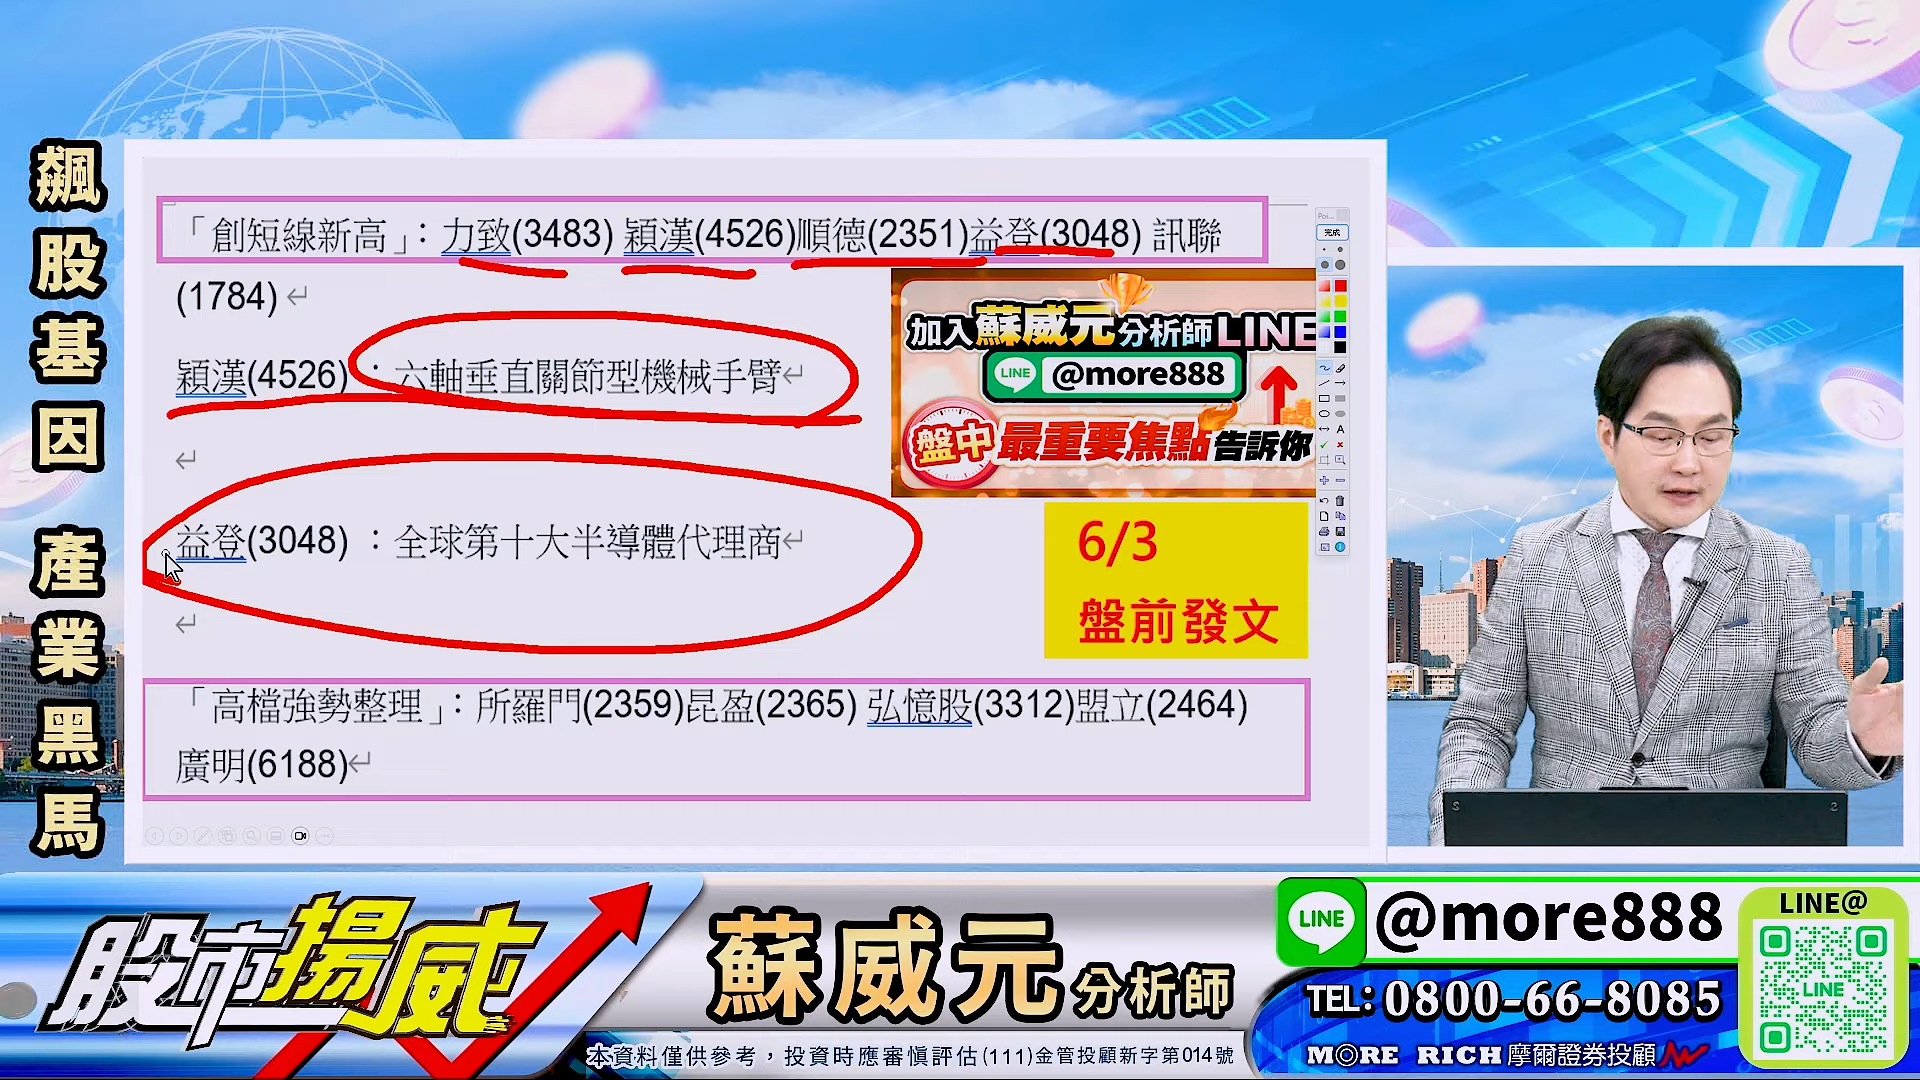 飆股基因 產業黑馬
「創短線新高」：力致(3483) 穎漢(4526)順德(2351)益登(3048) 訊聯
(1784)
穎漢(4526) ：六軸垂直關節型機械手臂
益登(3048) ：全球第十大半導體代理商
「高檔強勢整理」：所羅門(2359)昆盈(2365) 弘憶股(3312)盟立(2464)
廣明(6188)
加入蘇威元分析師LINE
LINE @more888
盤中最重要焦點告訴你
6/3
盤前發文
完成
股市揚威
蘇威元分析師
本資料僅供參考，投資時應審慎評估(111)金管投顧新字第014號
LINE @more888
TEL：0800-66-8085
MORE RICH 摩爾證券投顧
LINE@
LINE